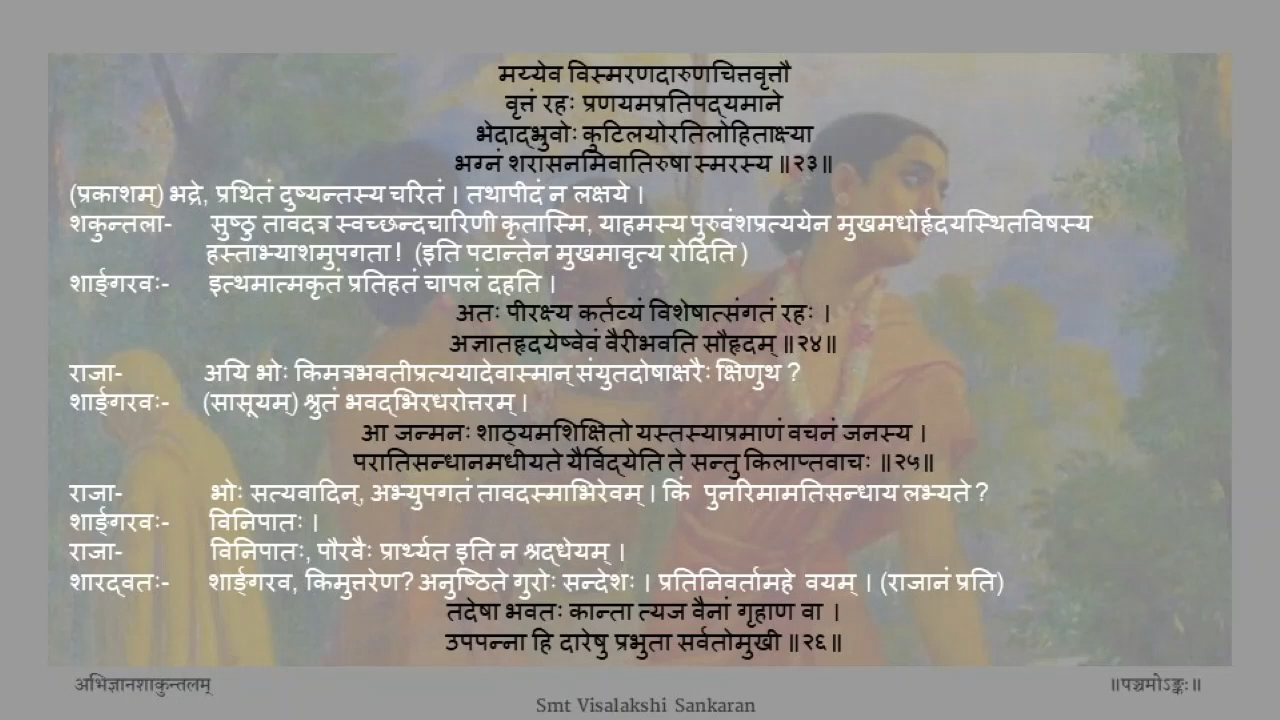 मय्येव विस्मरणदारुणचित्तवृत्तौ
वृत्तं रहः प्रणयमप्रतिपद्यमाने
भेदाद्भ्रुवोः कुटिलयोरतिलोहिताक्ष्या
भग्नं शरासनमिवातिरुषा स्मरस्य ॥२३॥
(प्रकाशम्) भद्रे, प्रथितं दुष्यन्तस्य चरितं । तथापीदं न लक्षये ।
शकुन्तला- सुष्ठु तावदत्र स्वच्छन्दचारिणी कृतास्मि, याहमस्य पुरुवंशप्रत्ययेन मुखमधोर्हृदयस्थितविषस्य
हस्ताभ्याशमुपगता ! (इति पटान्तेन मुखमावृत्य रोदिति )
शार्ङ्गरवः- इत्थमात्मकृतं प्रतिहतं चापलं दहति ।
अतः पीरक्ष्य कर्तव्यं विशेषात्संगतं रहः ।
अज्ञातहृदयेष्वेवं वैरीभवति सौहृदम् ॥२४॥
राजा- अयि भोः किमत्रभवतीप्रत्ययादेवास्मान् संयुतदोषाक्षरैः क्षिणुथ ?
शार्ङ्गरवः- (सासूयम्) श्रुतं भवद्भिरधरोत्तरम् ।
आ जन्मनः शाठ्यमशिक्षितो यस्तस्याप्रमाणं वचनं जनस्य ।
परातिसन्धानमधीयते यैर्विद्येति ते सन्तु किलाप्तवाचः ॥२५॥
राजा- भोः सत्यवादिन्, अभ्युपगतं तावदस्माभिरेवम् । किं पुनरिमामतिसन्धाय लभ्यते ?
शार्ङ्गरवः- विनिपातः ।
राजा- विनिपातः, पौरवैः प्रार्थ्यत इति न श्रद्धेयम् ।
शारद्वतः- शार्ङ्गरव, किमुत्तरेण? अनुष्ठिते गुरोः सन्देशः । प्रतिनिवर्तामहे वयम् । (राजानं प्रति)
तदेषा भवतः कान्ता त्यज वैनां गृहाण वा ।
उपपन्ना हि दारेषु प्रभुता सर्वतोमुखी ॥२६॥
अभिज्ञानशाकुन्तलम्
॥पञ्चमोऽङ्कः॥
Smt Visalakshi Sankaran